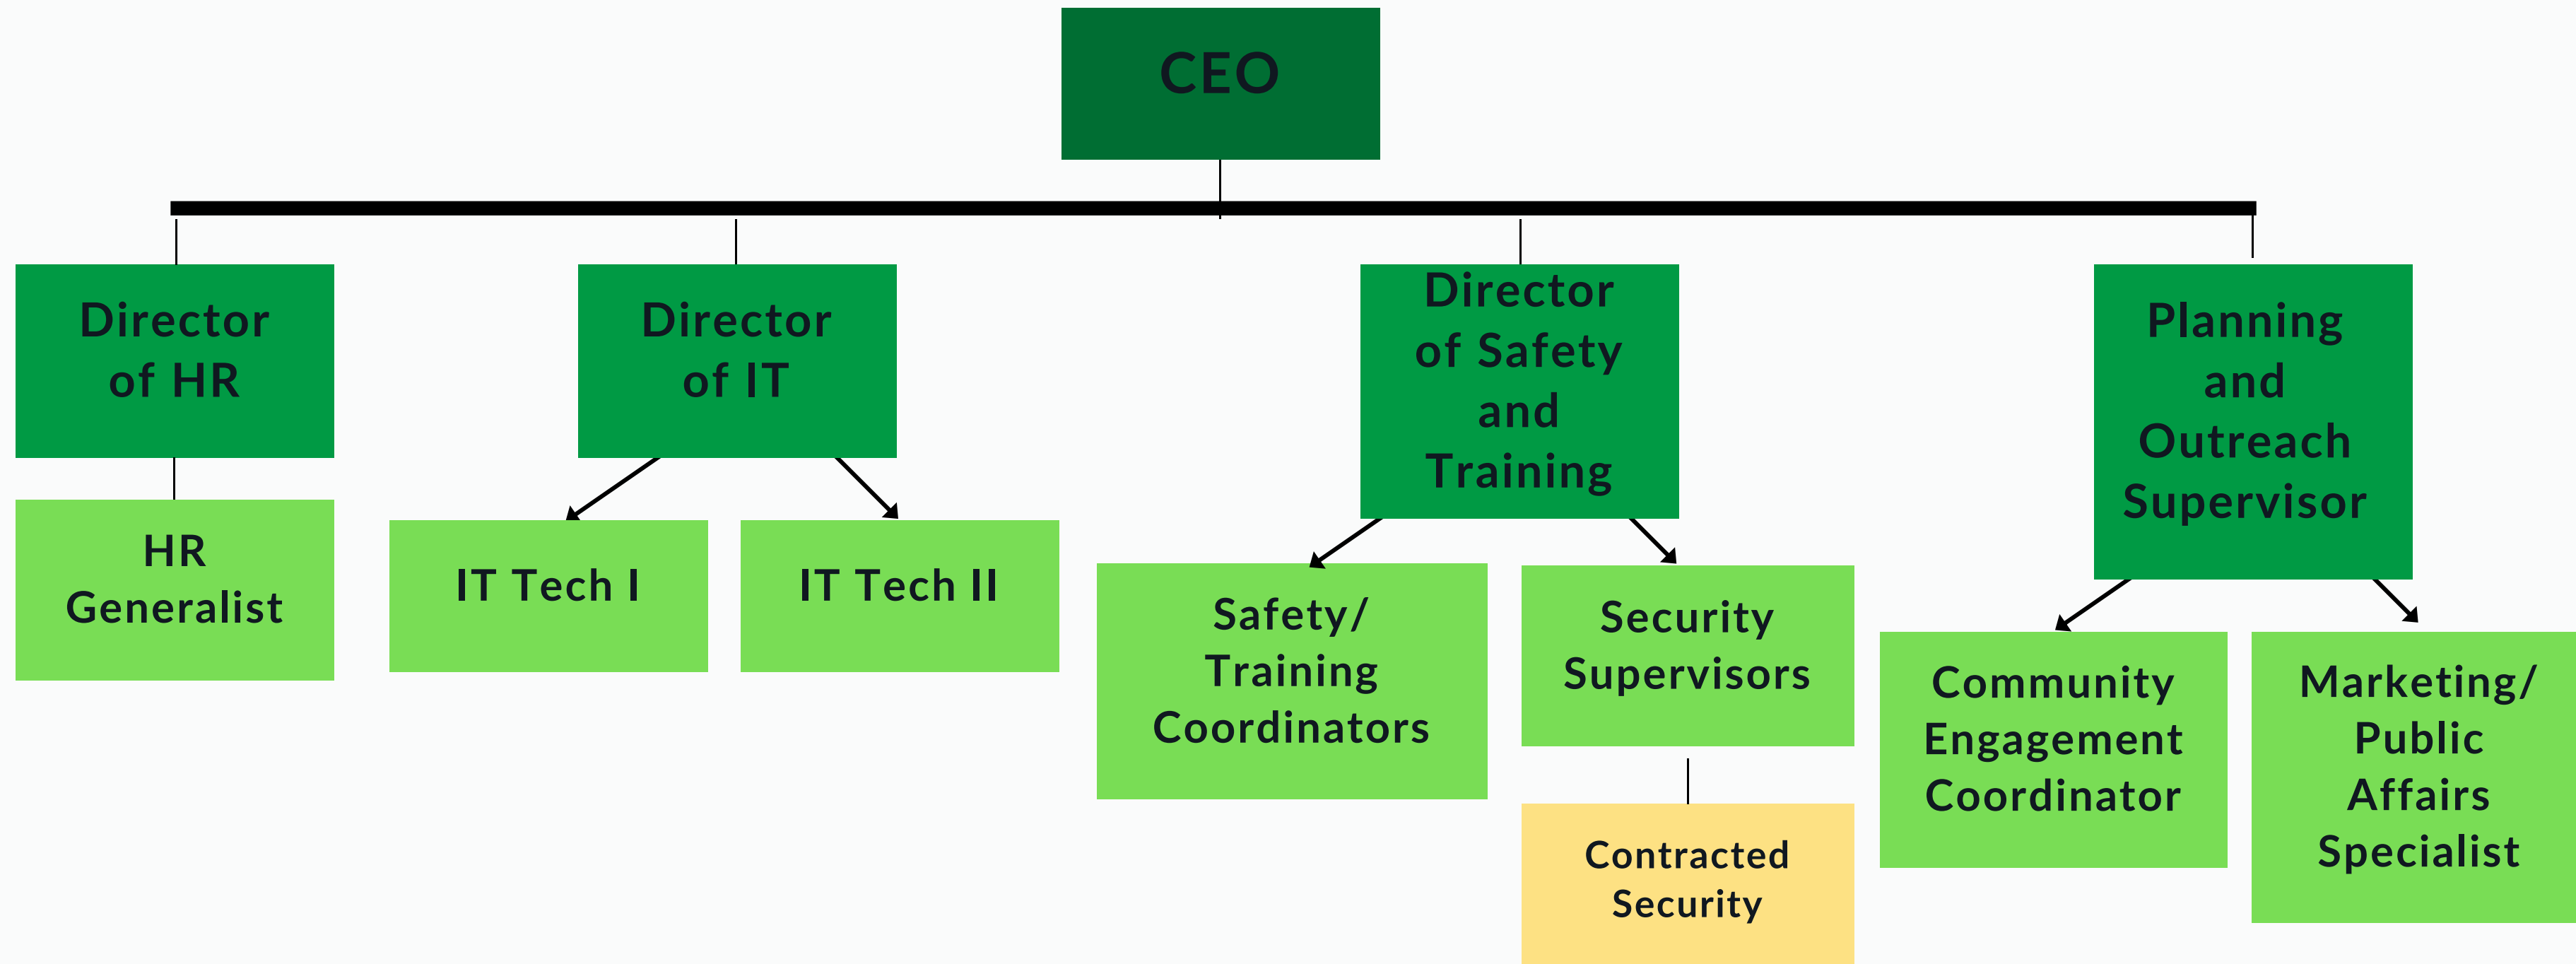 CEO
Director
of HR
Director
of IT
Director
of Safety
and
Training
Planning
and
Outreach
Supervisor
HR
Generalist
IT Tech I
IT Tech II
Safety/
Training
Coordinators
Security
Supervisors
Community
Engagement
Coordinator
Marketing/
Public
Affairs
Specialist
Contracted
Security